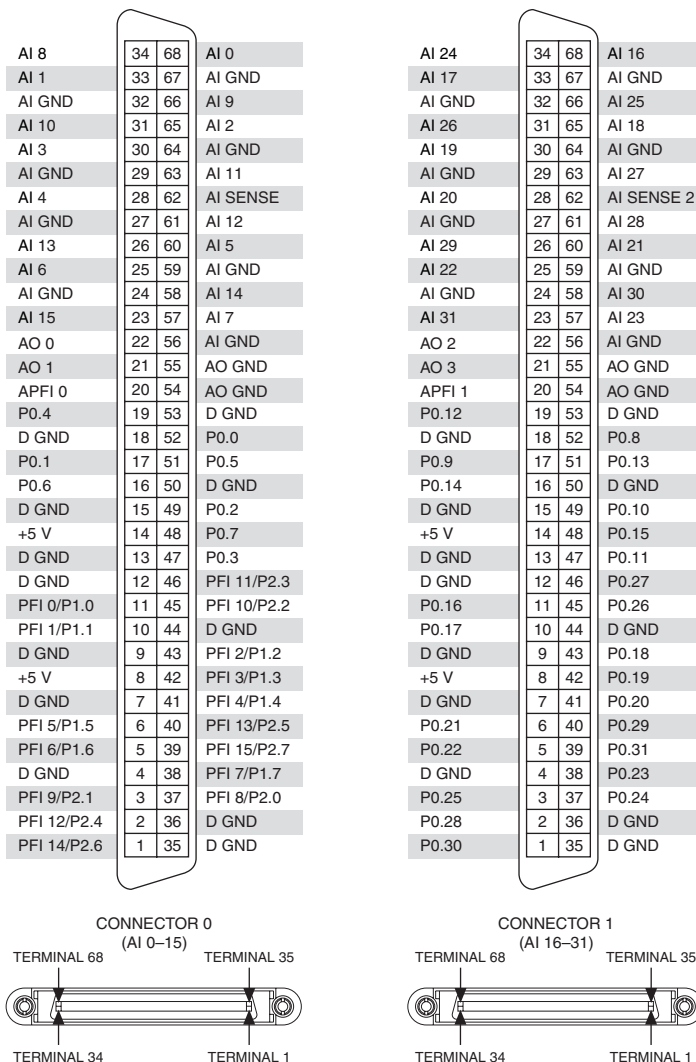 AI 8 34 68 AI 0
AI 1 33 67 AI GND
AI GND 32 66 AI 9
AI 10 31 65 AI 2
AI 3 30 64 AI GND
AI GND 29 63 AI 11
AI 4 28 62 AI SENSE
AI GND 27 61 AI 12
AI 13 26 60 AI 5
AI 6 25 59 AI GND
AI GND 24 58 AI 14
AI 15 23 57 AI 7
AO 0 22 56 AI GND
AO 1 21 55 AO GND
APFI 0 20 54 AO GND
P0.4 19 53 D GND
D GND 18 52 P0.0
P0.1 17 51 P0.5
P0.6 16 50 D GND
D GND 15 49 P0.2
+5 V 14 48 P0.7
D GND 13 47 P0.3
D GND 12 46 PFI 11/P2.3
PFI 0/P1.0 11 45 PFI 10/P2.2
PFI 1/P1.1 10 44 D GND
D GND 9 43 PFI 2/P1.2
+5 V 8 42 PFI 3/P1.3
D GND 7 41 PFI 4/P1.4
PFI 5/P1.5 6 40 PFI 13/P2.5
PFI 6/P1.6 5 39 PFI 15/P2.7
D GND 4 38 PFI 7/P1.7
PFI 9/P2.1 3 37 PFI 8/P2.0
PFI 12/P2.4 2 36 D GND
PFI 14/P2.6 1 35 D GND
CONNECTOR 0
(AI 0–15)
TERMINAL 68 TERMINAL 35
TERMINAL 34 TERMINAL 1
AI 24 34 68 AI 16
AI 17 33 67 AI GND
AI GND 32 66 AI 25
AI 26 31 65 AI 18
AI 19 30 64 AI GND
AI GND 29 63 AI 27
AI 20 28 62 AI SENSE 2
AI GND 27 61 AI 28
AI 29 26 60 AI 21
AI 22 25 59 AI GND
AI GND 24 58 AI 30
AI 31 23 57 AI 23
AO 2 22 56 AI GND
AO 3 21 55 AO GND
APFI 1 20 54 AO GND
P0.12 19 53 D GND
D GND 18 52 P0.8
P0.9 17 51 P0.13
P0.14 16 50 D GND
D GND 15 49 P0.10
+5 V 14 48 P0.15
D GND 13 47 P0.11
D GND 12 46 P0.27
P0.16 11 45 P0.26
P0.17 10 44 D GND
D GND 9 43 P0.18
+5 V 8 42 P0.19
D GND 7 41 P0.20
P0.21 6 40 P0.29
P0.22 5 39 P0.31
D GND 4 38 P0.23
P0.25 3 37 P0.24
P0.28 2 36 D GND
P0.30 1 35 D GND
CONNECTOR 1
(AI 16–31)
TERMINAL 68 TERMINAL 35
TERMINAL 34 TERMINAL 1